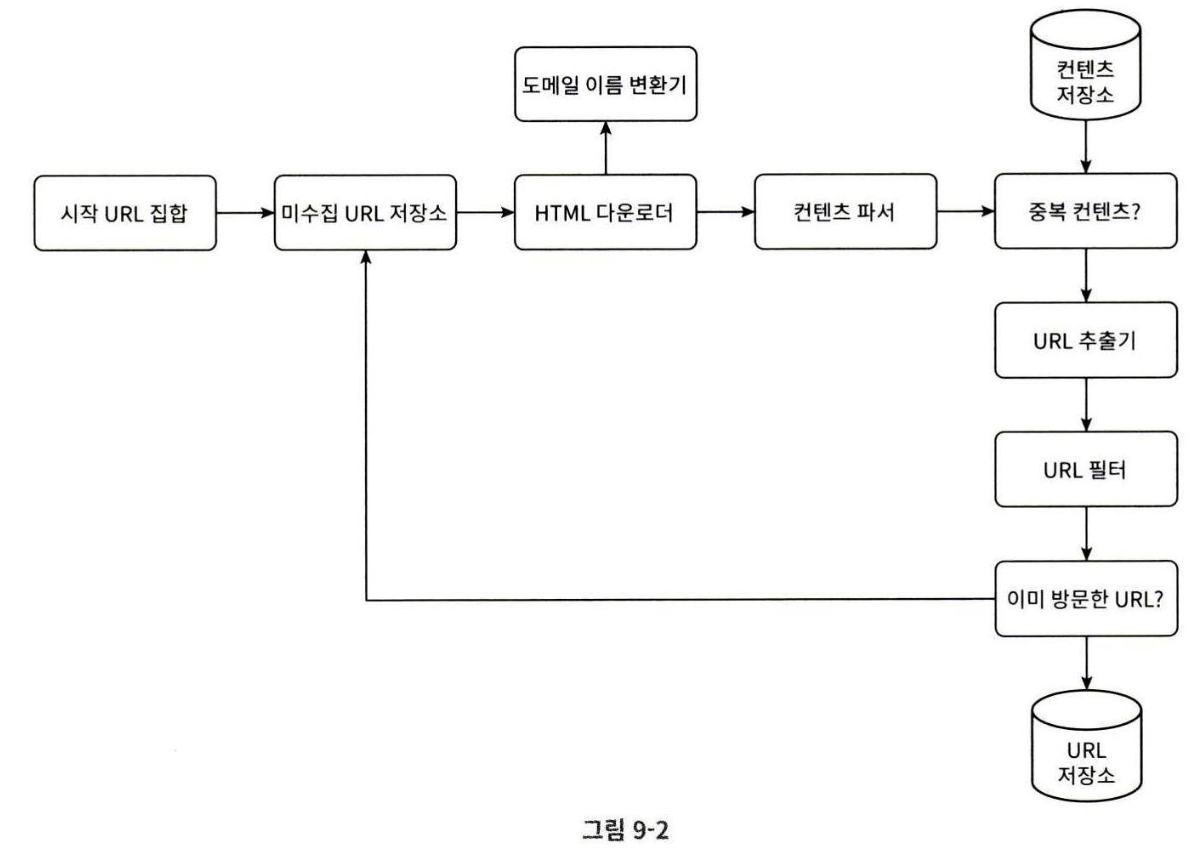 컨텐츠
저장소
도메일 이름 변환기
시작 URL 집합
미수집 URL 저장소
HTML 다운로더
컨텐츠 파서
중복 컨텐츠?
URL 추출기
URL 필터
이미 방문한 URL?
URL
저장소
그림 9-2